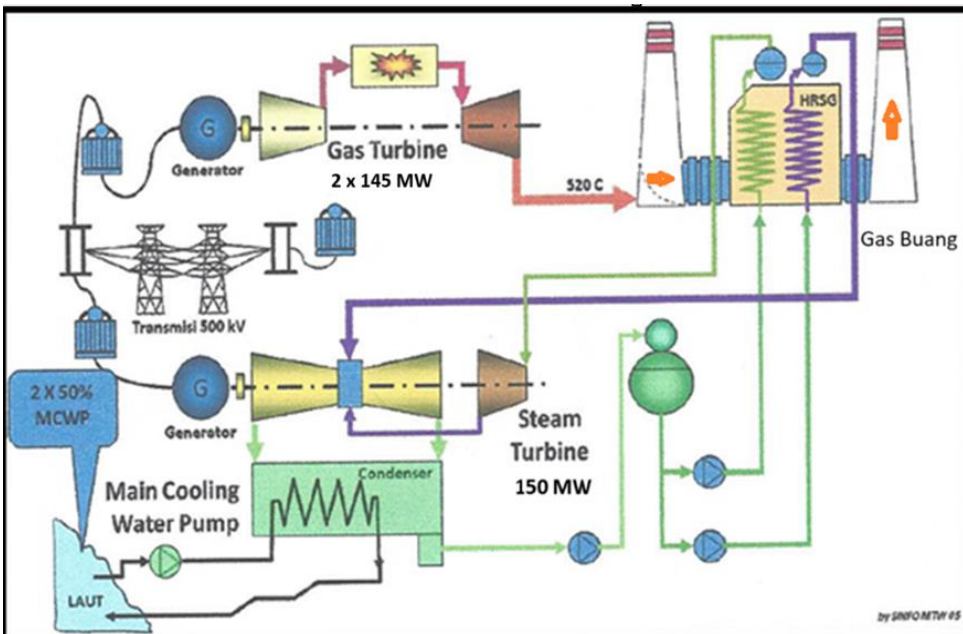 HRSG
G
Generator
Gas Turbine
2 x 145 MW
520 C
Gas Buang
Transmisi 500 kV
2 X 50%
MCWP
G
Generator
Steam
Turbine
150 MW
Condenser
Main Cooling
Water Pump
LAUT
by SINFO MTW 05